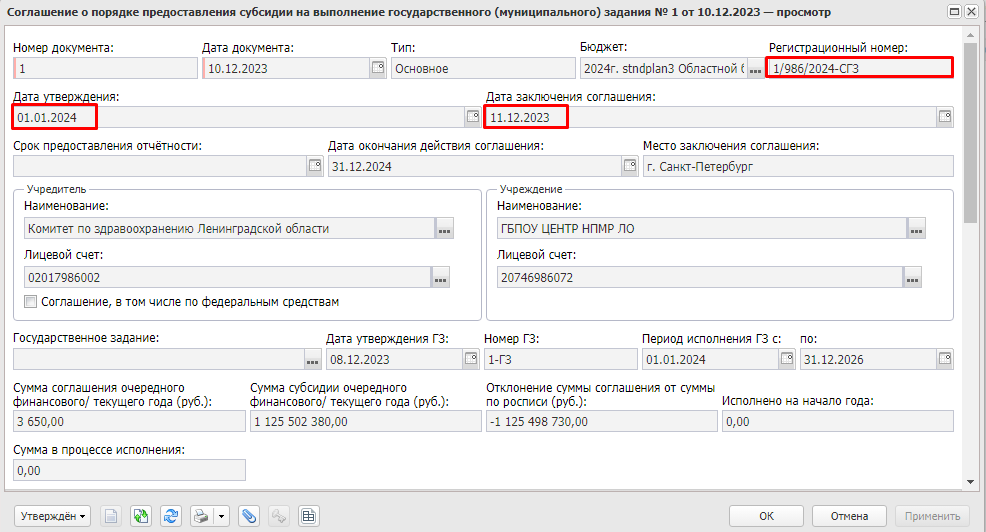 Соглашение о порядке предоставления субсидии на выполнение государственного (муниципального) задания № 1 от 10.12.2023 — просмотр
Номер документа: Дата документа: Тип: Бюджет: Регистрационный номер:
1 10.12.2023 Основное 2024г. stndplan3 Областной б ... 1/986/2024-СГЗ
Дата утверждения: Дата заключения соглашения:
01.01.2024 11.12.2023
Срок предоставления отчётности: Дата окончания действия соглашения: Место заключения соглашения:
31.12.2024 г. Санкт-Петербург
Учредитель Учреждение
Наименование: Наименование:
Комитет по здравоохранению Ленинградской области ... ГБПОУ ЦЕНТР НПМР ЛО ...
Лицевой счет: Лицевой счет:
02017986002 ... 20746986072 ...
Соглашение, в том числе по федеральным средствам
Государственное задание: Дата утверждения ГЗ: Номер ГЗ: Период исполнения ГЗ с: по:
... 08.12.2023 1-ГЗ 01.01.2024 31.12.2026
Сумма соглашения очередного Сумма субсидии очередного Отклонение суммы соглашения от суммы
финансового/ текущего года (руб.): финансового/ текущего года (руб.): по росписи (руб.): Исполнено на начало года:
3 650,00 1 125 502 380,00 -1 125 498 730,00 0,00
Сумма в процессе исполнения:
0,00
Утверждён ОК Отмена Применить